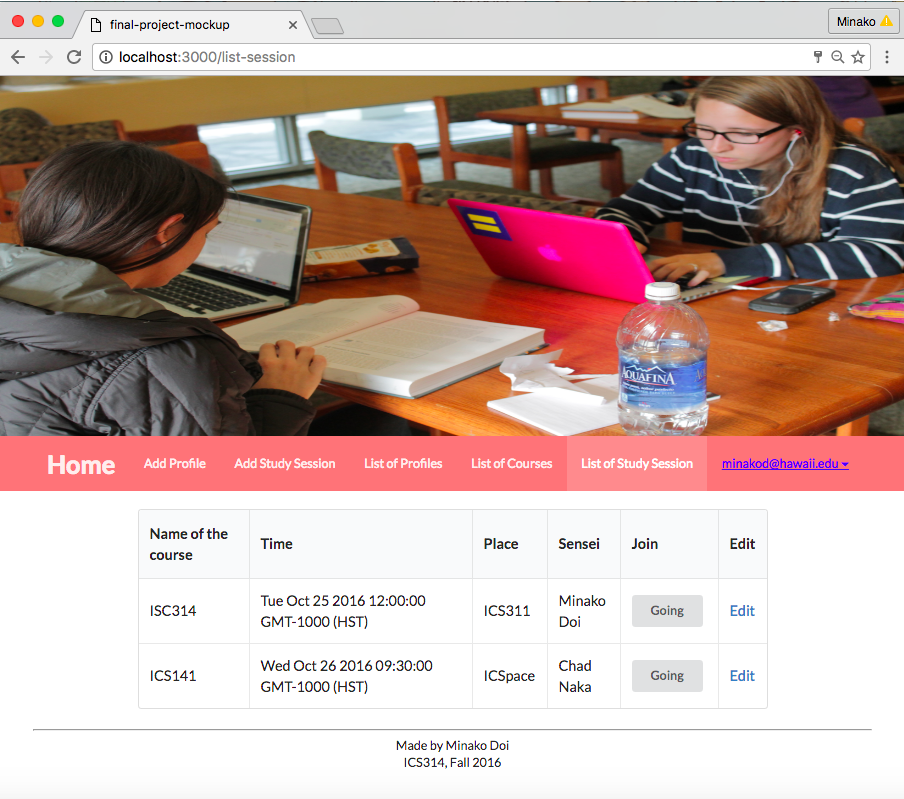 final-project-mockup
Minako
localhost:3000/list-session
AQUAFINA
Home Add Profile Add Study Session List of Profiles List of Courses List of Study Session minakod@hawaii.edu
Name of the course Time Place Sensei Join Edit
ISC314 Tue Oct 25 2016 12:00:00 GMT-1000 (HST) ICS311 Minako Doi Going Edit
ICS141 Wed Oct 26 2016 09:30:00 GMT-1000 (HST) ICSpace Chad Naka Going Edit
Made by Minako Doi
ICS314, Fall 2016